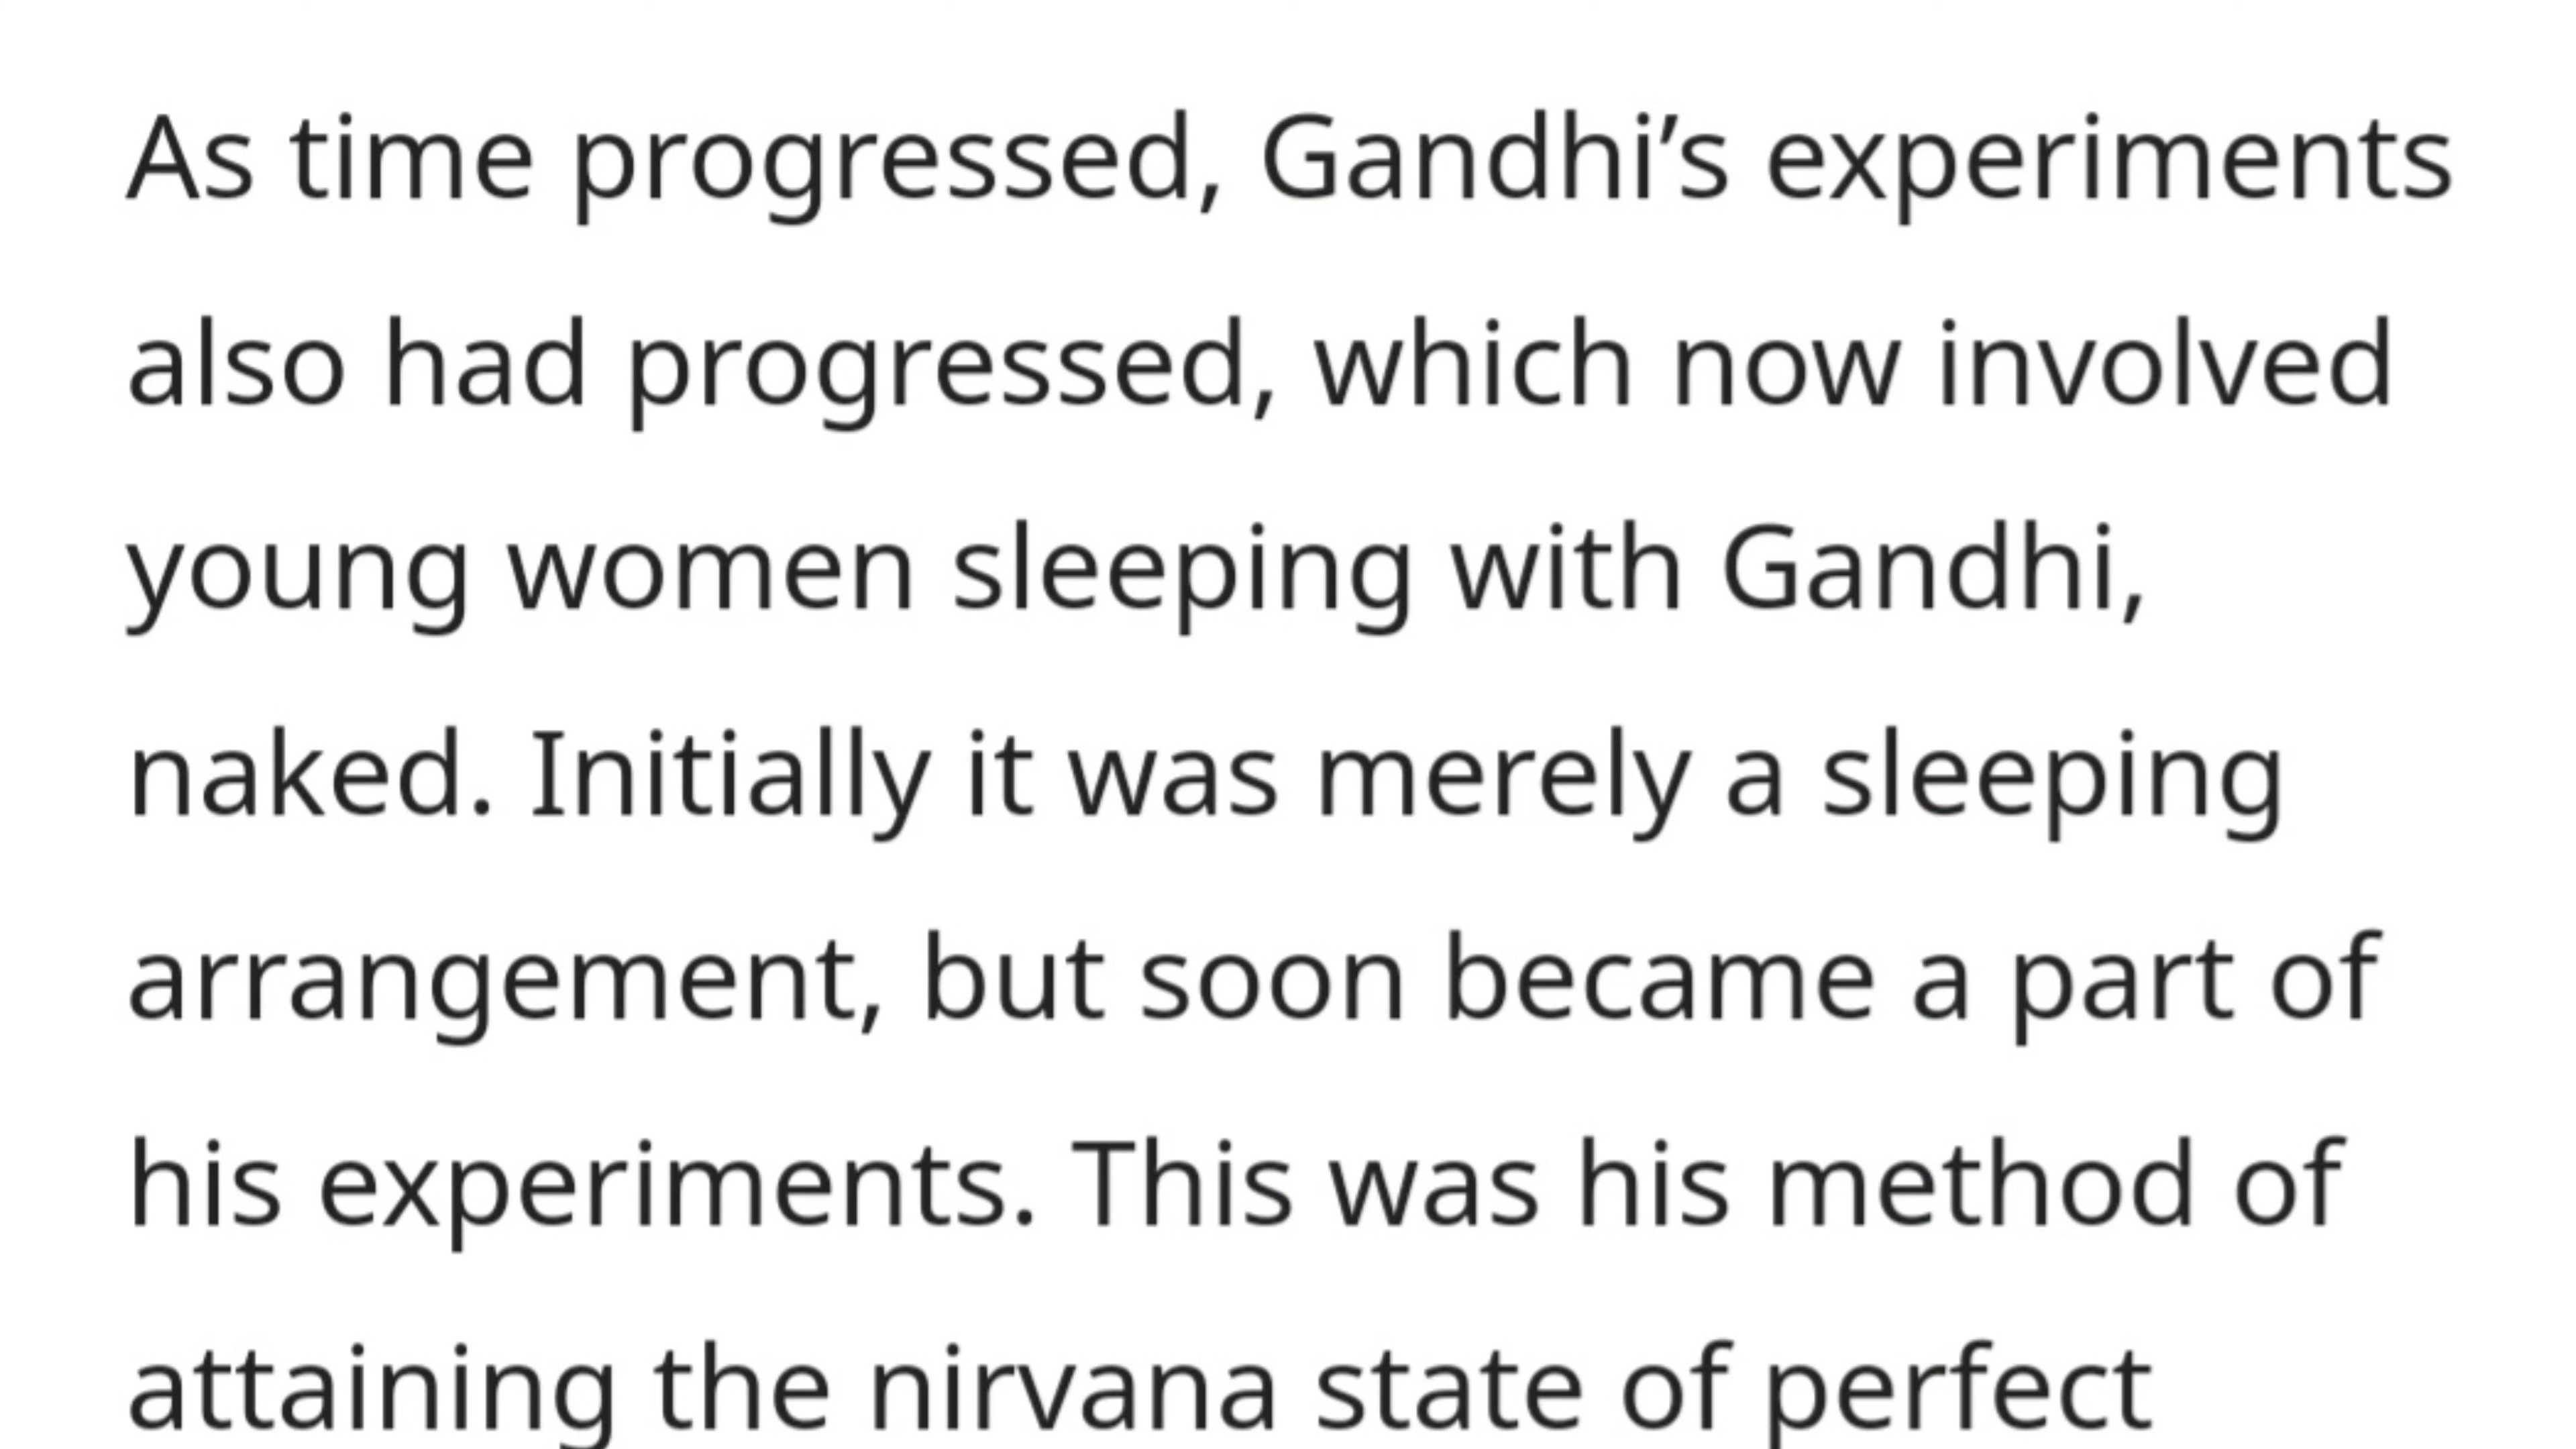 As time progressed, Gandhi’s experiments
also had progressed, which now involved
young women sleeping with Gandhi,
naked. Initially it was merely a sleeping
arrangement, but soon became a part of
his experiments. This was his method of
attaining the nirvana state of perfect